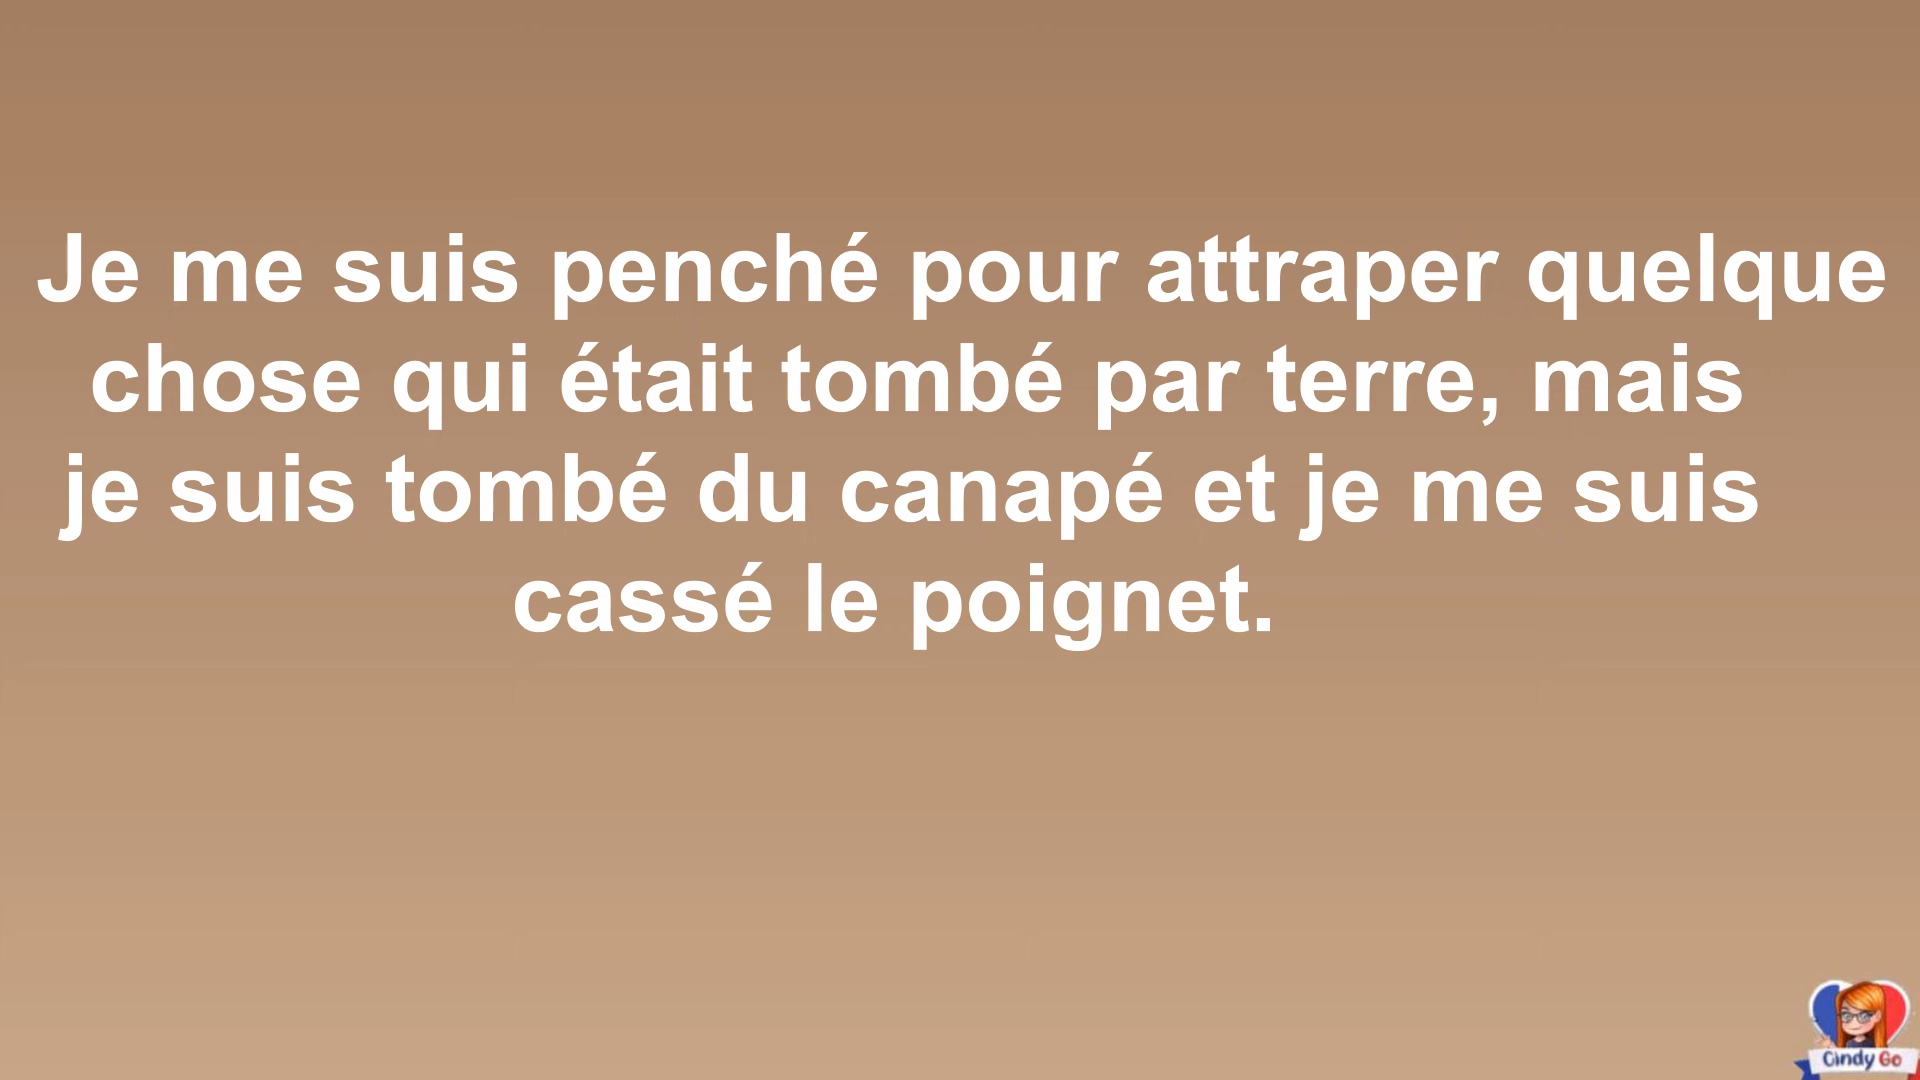 Je me suis penché pour attraper quelque
chose qui était tombé par terre, mais
je suis tombé du canapé et je me suis
cassé le poignet.
Cindy Go